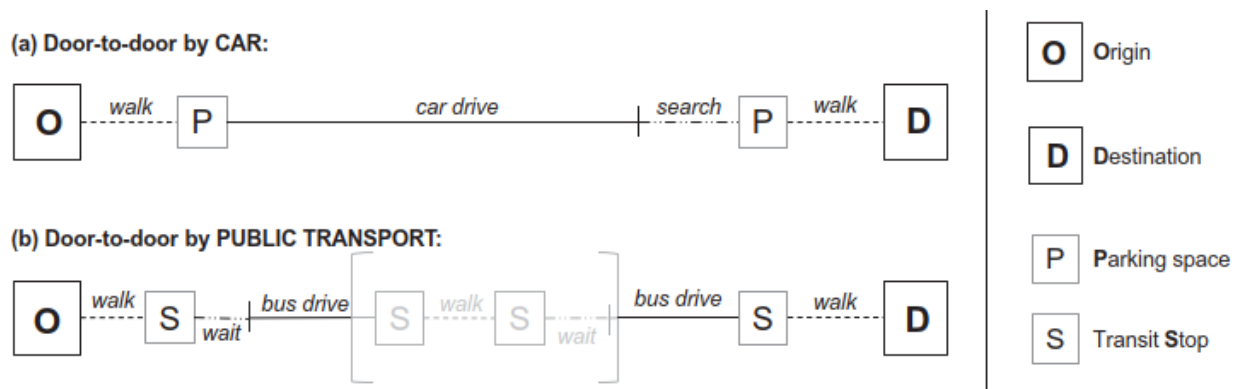 (a) Door-to-door by CAR:
O walk P car drive search P walk D
(b) Door-to-door by PUBLIC TRANSPORT:
O walk S wait bus drive S walk S wait bus drive S walk D
O Origin
D Destination
P Parking space
S Transit Stop